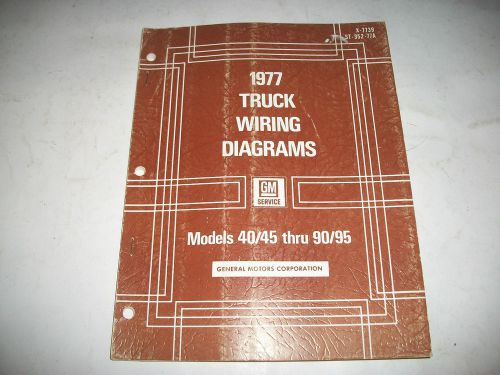 X-7739
ST-352-77A
1977
TRUCK
WIRING
DIAGRAMS
GM
SERVICE
Models 40/45 thru 90/95
GENERAL MOTORS CORPORATION